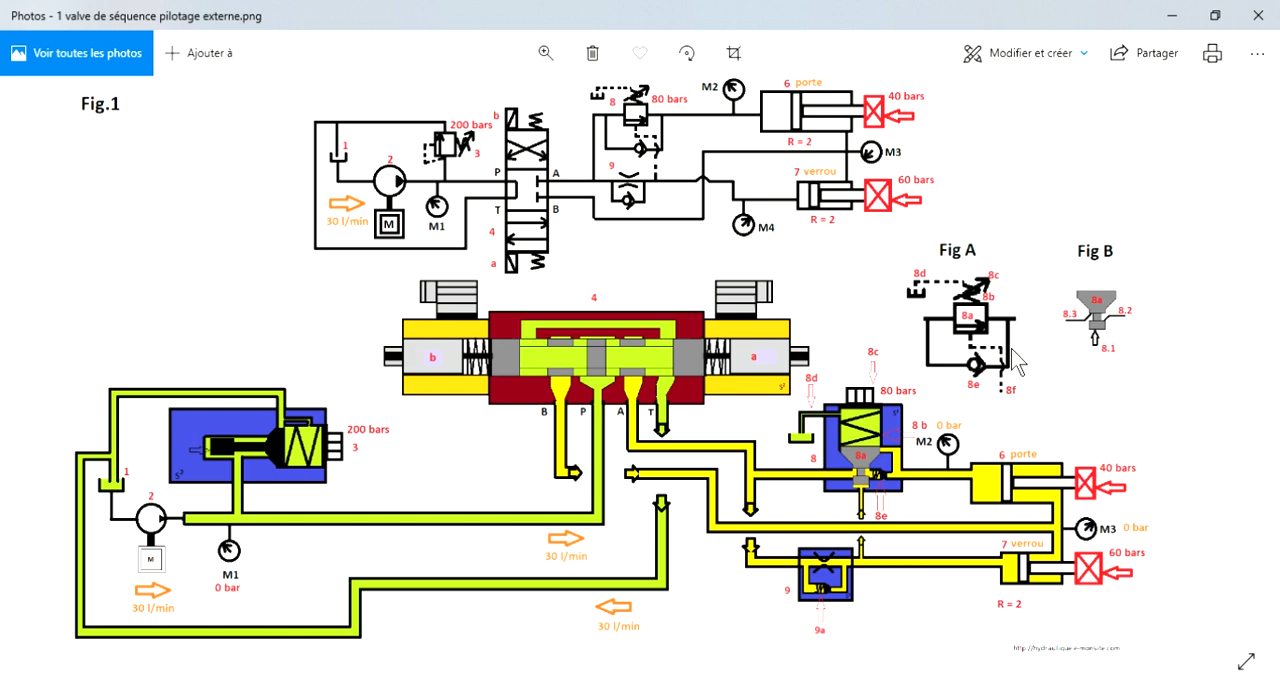 Photos - 1 valve de séquence pilotage externe.png
Voir toutes les photos
Ajouter à
Modifier et créer
Partager
Fig.1
1
2
M
30 l/min
M1
200 bars
3
P
T
b
4
a
A
B
8
80 bars
9
M2
6 porte
40 bars
R = 2
M3
7 verrou
60 bars
R = 2
M4
Fig A
8d
8c
8b
8a
8e
8f
Fig B
8a
8.3
8.2
8.1
4
b
a
s²
B
P
A
T
200 bars
3
s²
1
2
M
30 l/min
M1
0 bar
30 l/min
30 l/min
8c
8d
80 bars
s²
8 b
8
8a
8e
M2
0 bar
6 porte
40 bars
M3
0 bar
7 verrou
60 bars
R = 2
9
9a
http://hydraulique.e-monsite.com